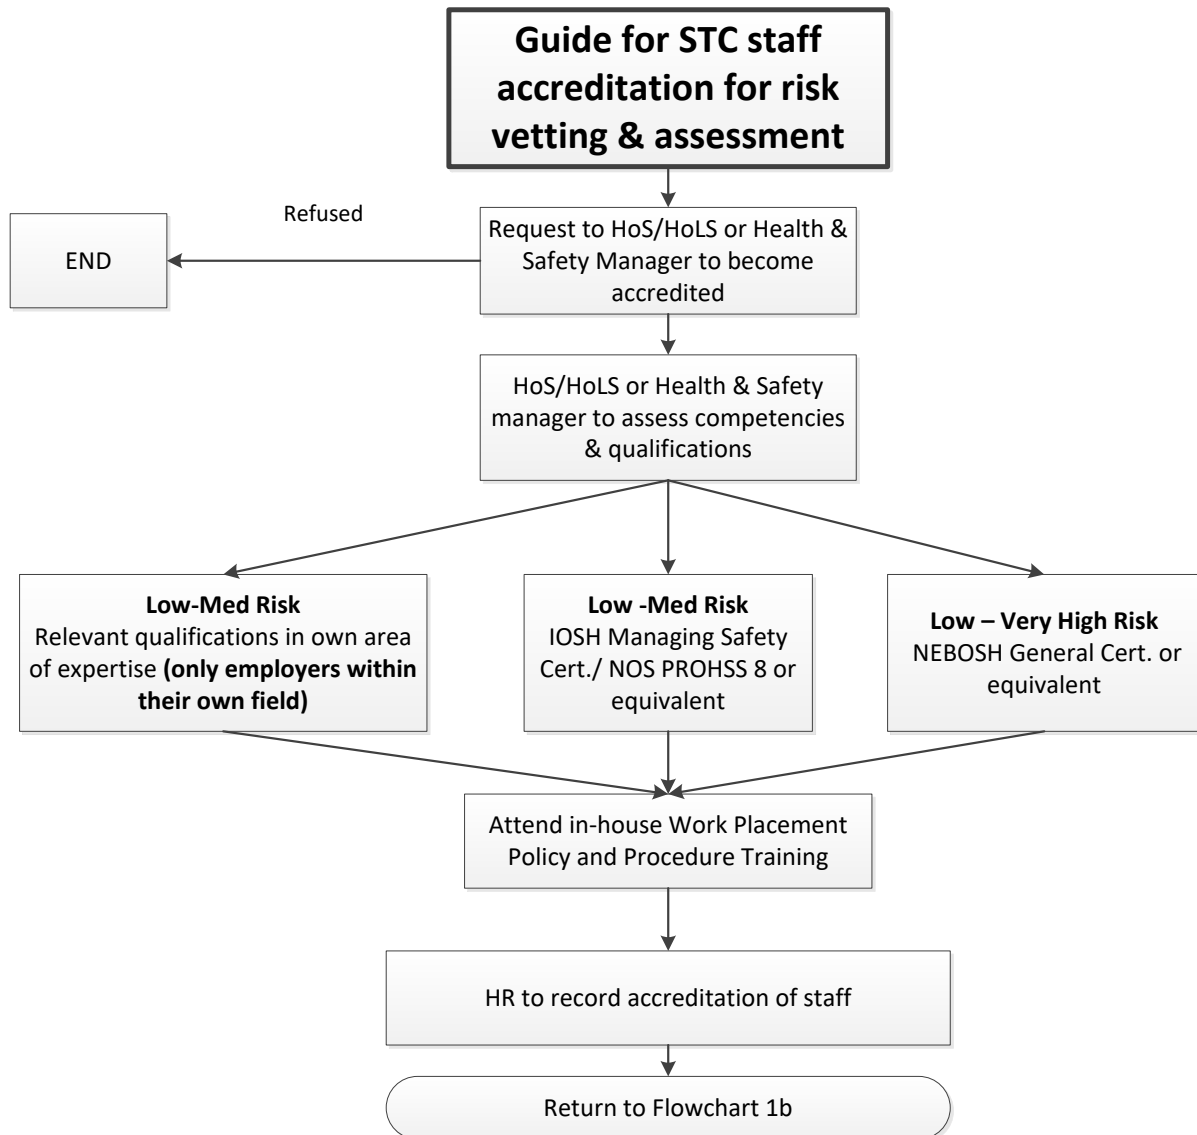 Guide for STC staff
accreditation for risk
vetting & assessment
Refused
END
Request to HoS/HoLS or Health &
Safety Manager to become
accredited
HoS/HoLS or Health & Safety
manager to assess competencies
& qualifications
Low-Med Risk
Relevant qualifications in own area
of expertise (only employers within
their own field)
Low -Med Risk
IOSH Managing Safety
Cert./ NOS PROHSS 8 or
equivalent
Low – Very High Risk
NEBOSH General Cert. or
equivalent
Attend in-house Work Placement
Policy and Procedure Training
HR to record accreditation of staff
Return to Flowchart 1b